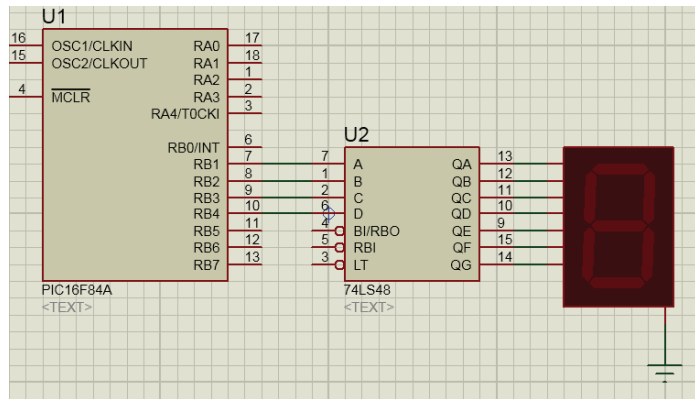 U1
16 OSC1/CLKIN RA0 17
15 OSC2/CLKOUT RA1 18
RA2 1
4 MCLR RA3 2
RA4/T0CKI 3
RB0/INT 6
RB1 7
RB2 8
RB3 9
RB4 10
RB5 11
RB6 12
RB7 13
PIC16F84A
<TEXT>
U2
7 A QA 13
1 B QB 12
2 C QC 11
6 D QD 10
4 BI/RBO QE 9
5 RBI QF 15
3 LT QG 14
74LS48
<TEXT>